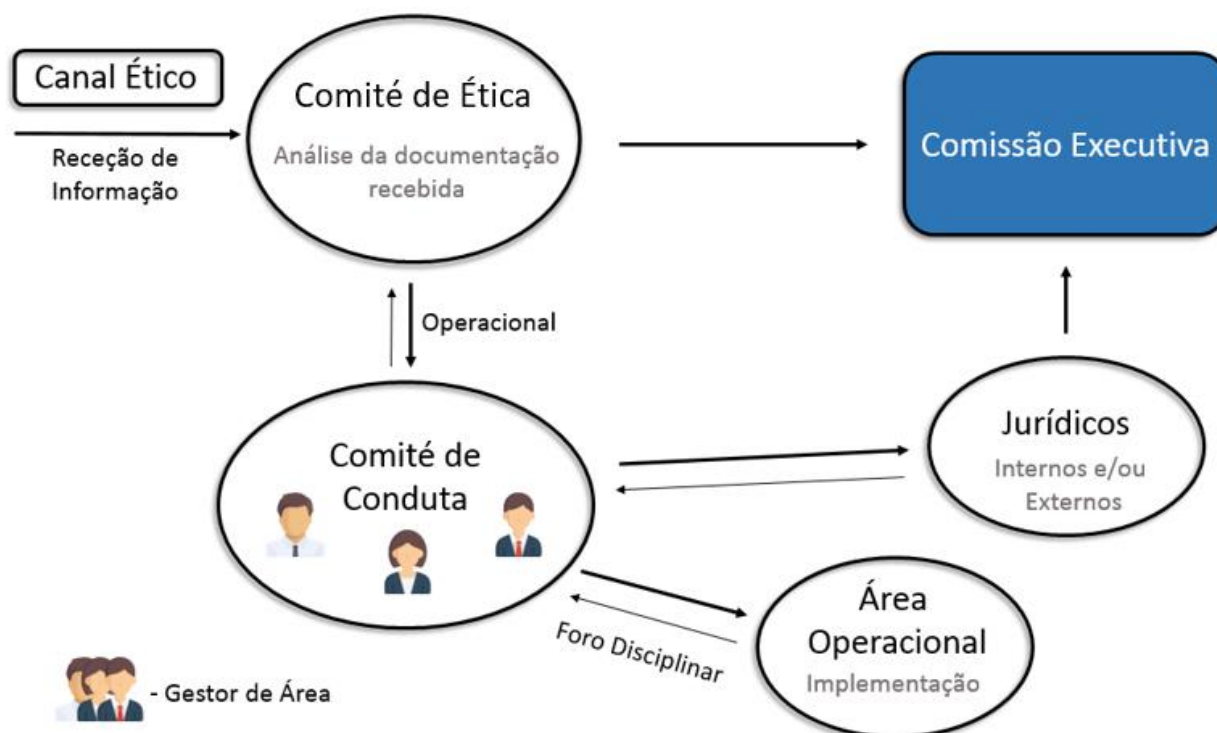 Canal Ético
Receção de
Informação
Comité de Ética
Análise da documentação
recebida
Comissão Executiva
Operacional
Comité de
Conduta
Jurídicos
Internos e/ou
Externos
Foro Disciplinar
Área
Operacional
Implementação
- Gestor de Área